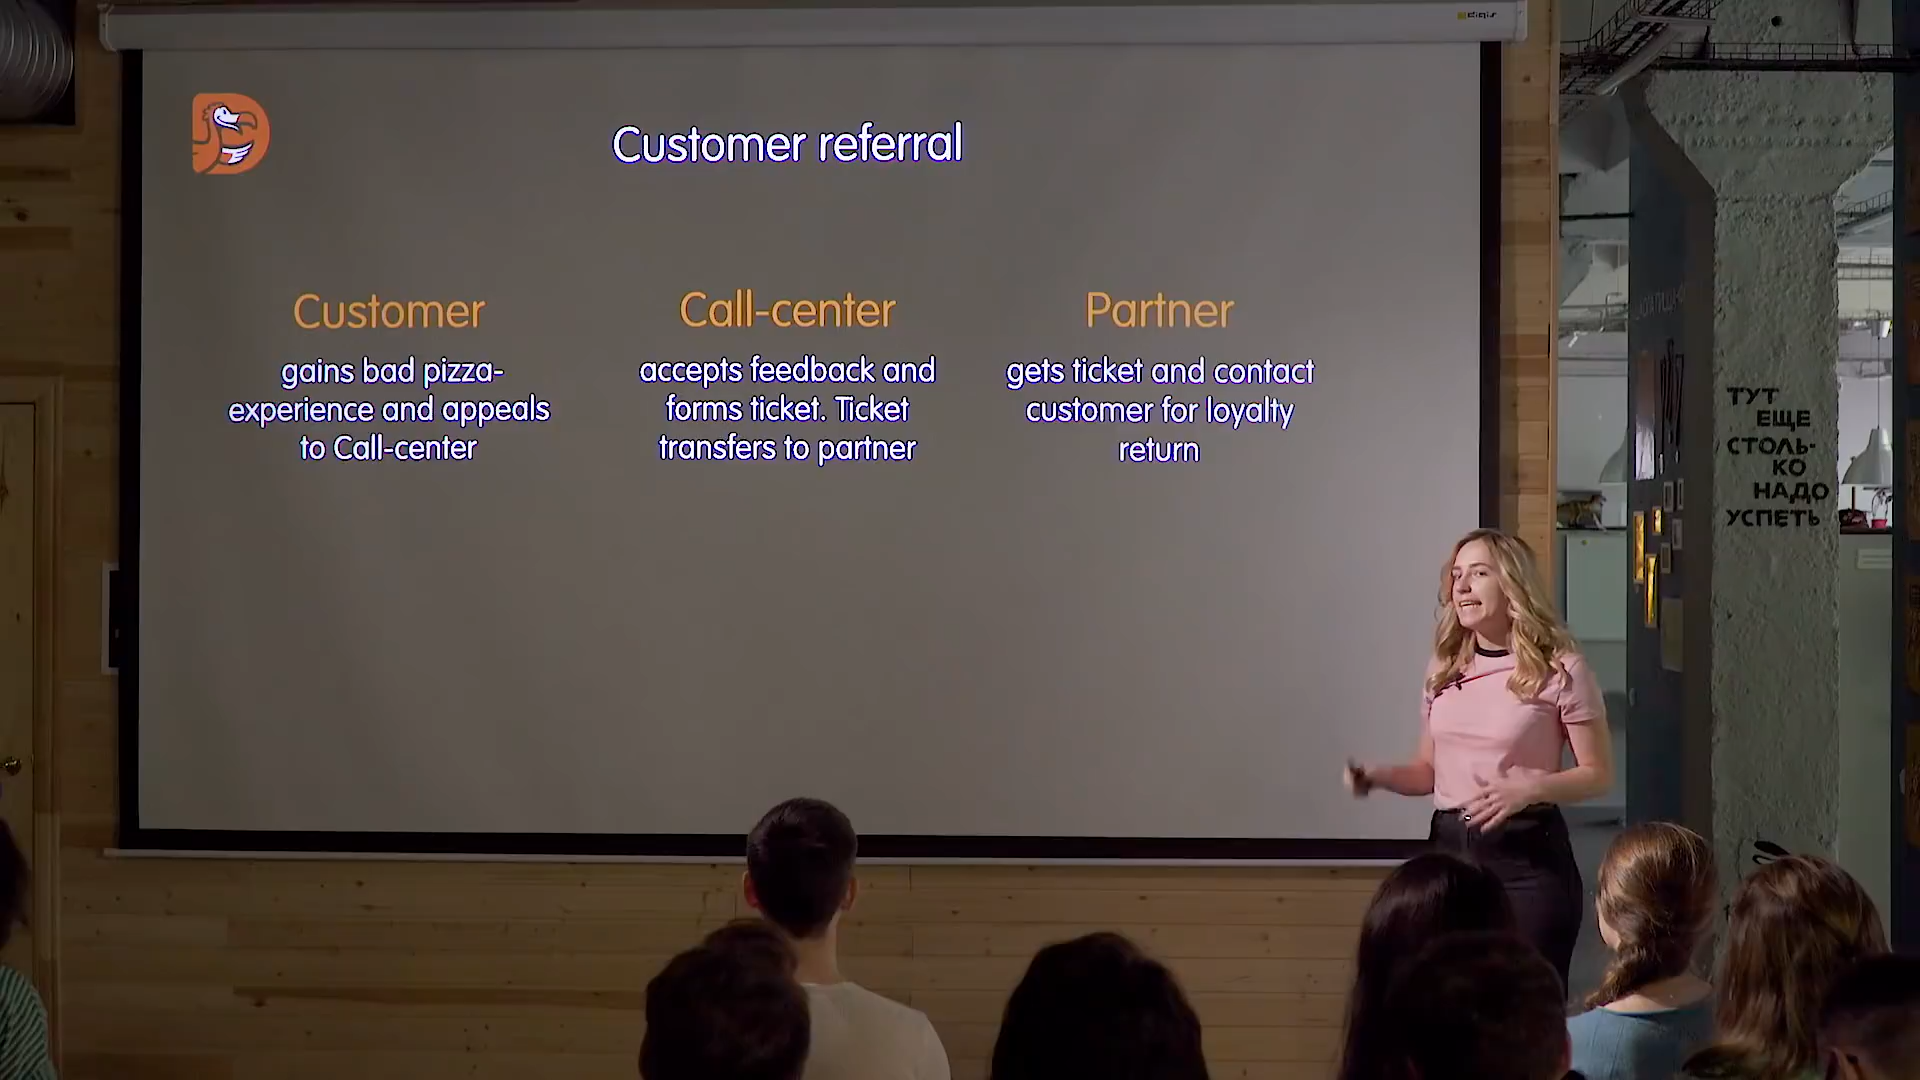 digis
Customer referral
Customer
gains bad pizza-
experience and appeals
to Call-center
Call-center
accepts feedback and
forms ticket. Ticket
transfers to partner
Partner
gets ticket and contact
customer for loyalty
return
ТУТ
ЕЩЕ
СТОЛЬ-
КО
НАДО
УСПЕТЬ